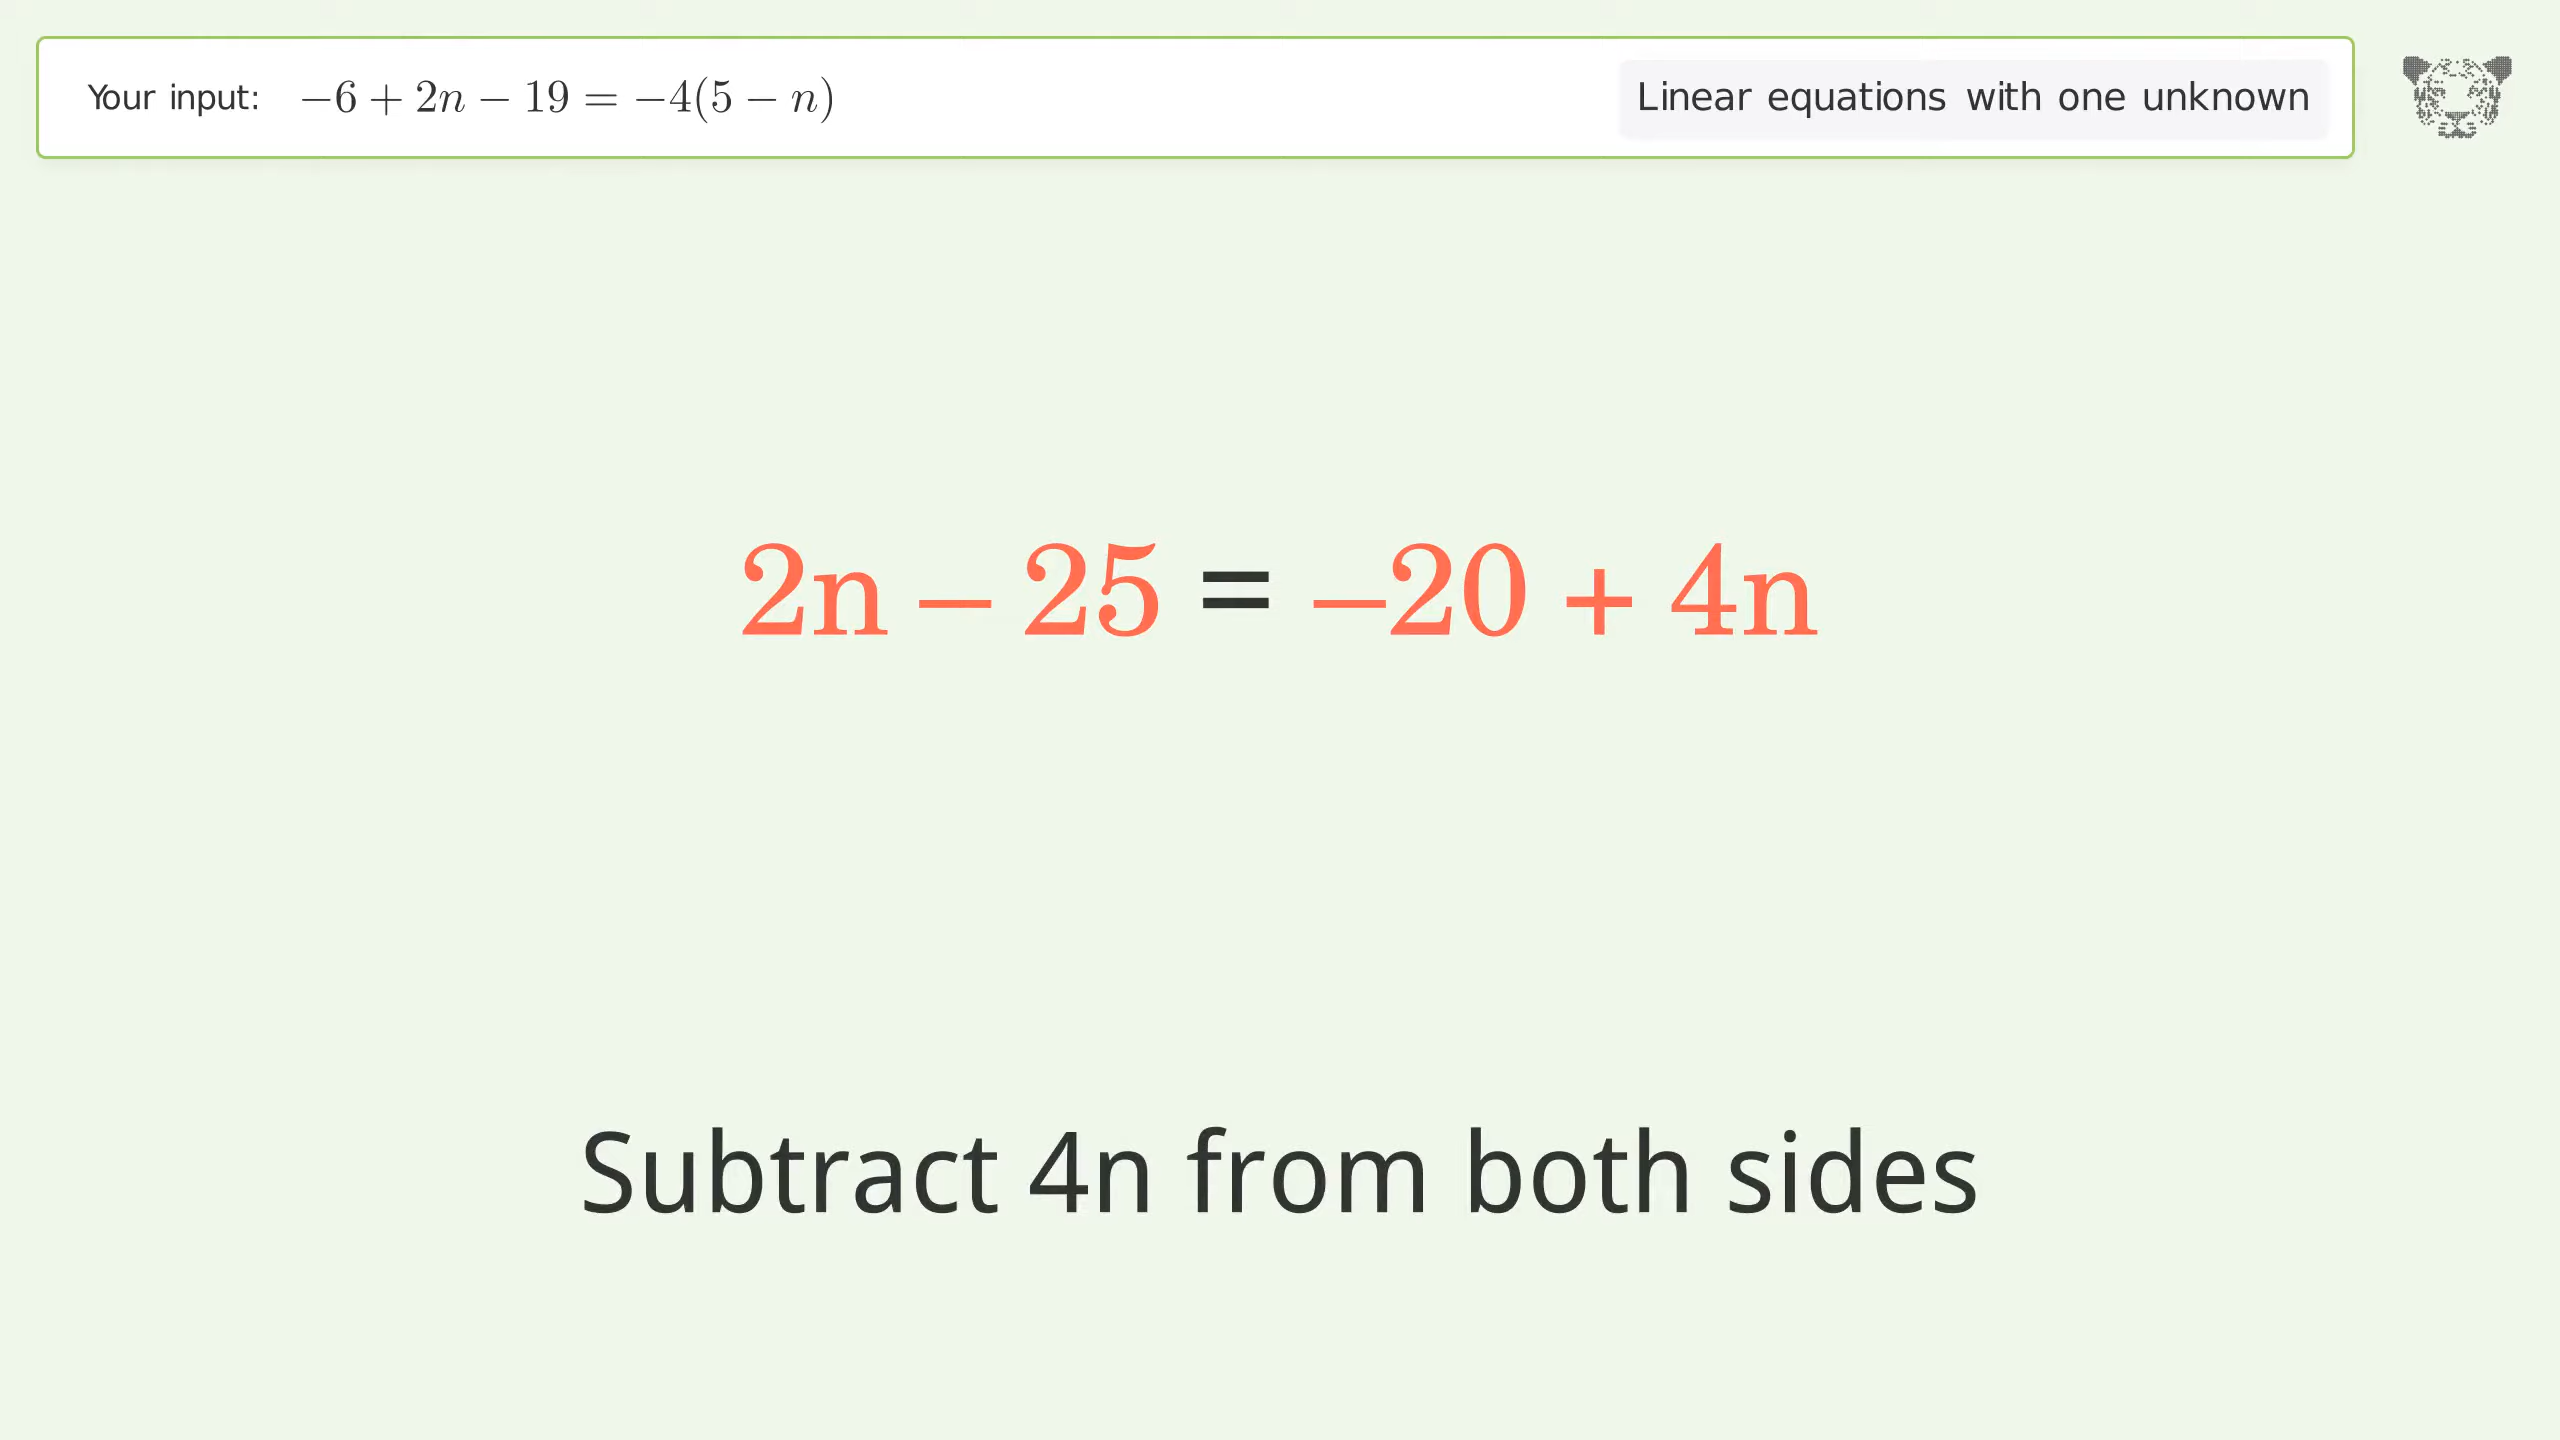 Your input: −6 + 2n − 19 = −4(5 − n) Linear equations with one unknown
2n – 25 = –20 + 4n
Subtract 4n from both sides